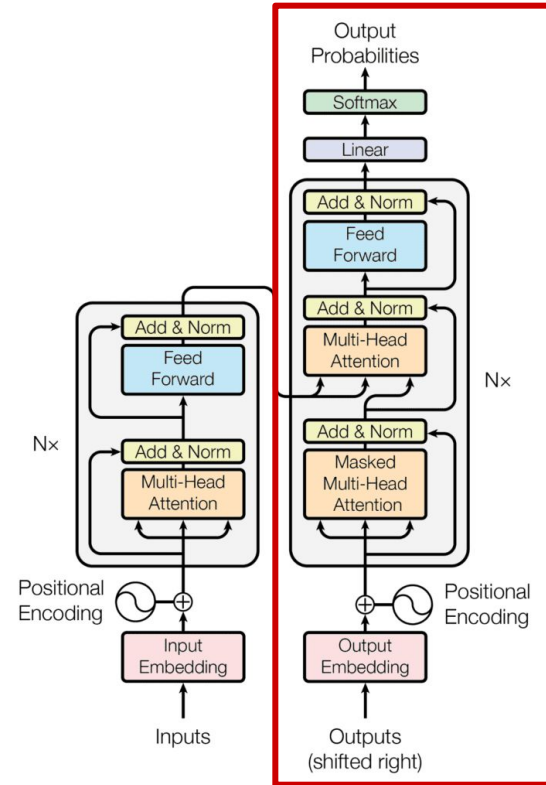 Output
Probabilities
Softmax
Linear
Add & Norm
Feed
Forward
Add & Norm
Multi-Head
Attention
Nx
Add & Norm
Masked
Multi-Head
Attention
Positional
Encoding
Output
Embedding
Outputs
(shifted right)
Add & Norm
Feed
Forward
Nx
Add & Norm
Multi-Head
Attention
Positional
Encoding
Input
Embedding
Inputs